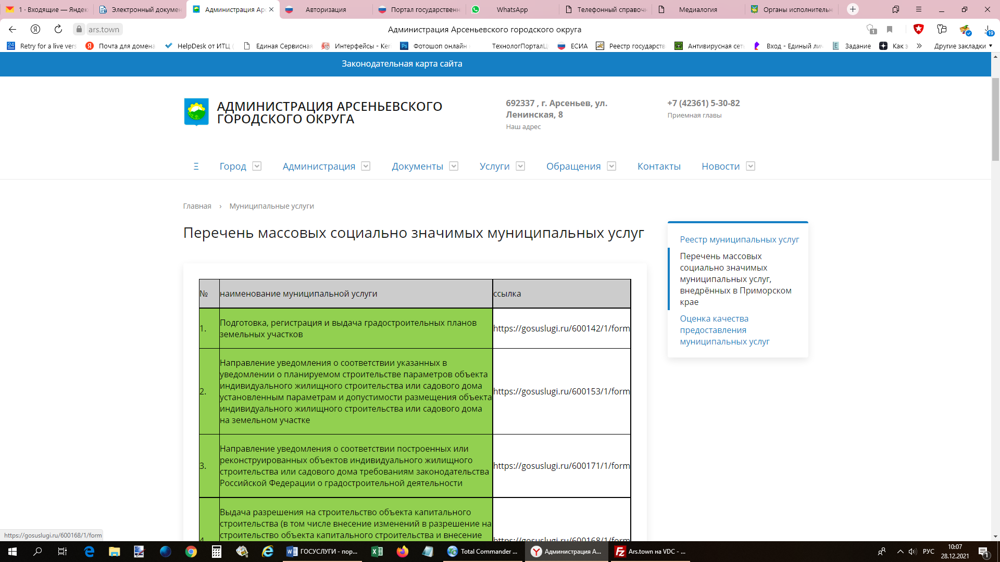 1 · Входящие — Яндек
Электронный докумен
Администрация Арс
Авторизация
Портал государственн
WhatsApp
Телефонный справочн
Медиалогия
Органы исполнительн
ars.town
Администрация Арсеньевского городского округа
1
19
24 Retry for a live vers
Почта для домена
HelpDesk от ИТЦ (
Единая Сервисная
Интерфейсы - Кеп
Ps Фотошоп онлайн
ТехнологПорталЦ
ЕСИА
Реестр государств
Антивирусная сет
Вход - Единый лич
E Задание
Как з
»
Другие закладки
Законодательная карта сайта
АДМИНИСТРАЦИЯ АРСЕНЬЕВСКОГО
ГОРОДСКОГО ОКРУГА
692337 , г. Арсеньев, ул.
Ленинская, 8
Наш адрес
+7 (42361) 5-30-82
Приемная главы
Город
Администрация
Документы
Услуги
Обращения
Контакты
Новости
Главная › Муниципальные услуги
Перечень массовых социально значимых муниципальных услуг
№ наименование муниципальной услуги ссылка
1.
Подготовка, регистрация и выдача градостроительных планов
земельных участков
https://gosuslugi.ru/600142/1/form
2.
Направление уведомления о соответствии указанных в
уведомлении о планируемом строительстве параметров объекта
индивидуального жилищного строительства или садового дома
установленным параметрам и допустимости размещения объекта
индивидуального жилищного строительства или садового дома
на земельном участке
https://gosuslugi.ru/600153/1/form
3.
Направление уведомления о соответствии построенных или
реконструированных объектов индивидуального жилищного
строительства или садового дома требованиям законодательства
Российской Федерации о градостроительной деятельности
https://gosuslugi.ru/600171/1/form
4.
Выдача разрешения на строительство объекта капитального
строительства (в том числе внесение изменений в разрешение на
строительство объекта капитального строительства и внесение
https://gosuslugi.ru/600168/1/form
Реестр муниципальных услуг
Перечень массовых
социально значимых
муниципальных услуг,
внедрённых в Приморском
крае
Оценка качества
предоставления
муниципальных услуг
https://gosuslugi.ru/600168/1/form
ГОСУСЛУГИ - пор...
Total Commander ...
Администрация А...
Ars.town на VDC - ...
РУС
10:07
28.12.2021
1